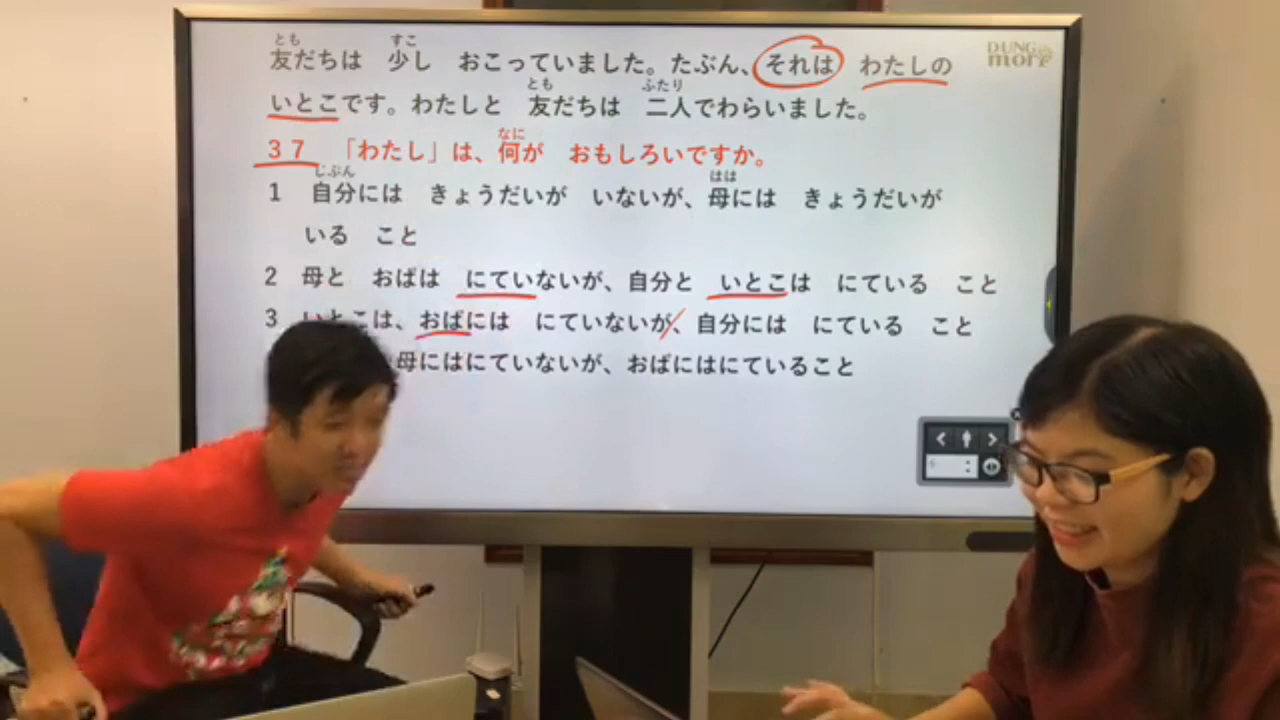 友だちは 少し おこっていました。たぶん、それは わたしの
いとこです。わたしと 友だちは 二人でわらいました。
37 「わたし」は、何が おもしろいですか。
1 自分には きょうだいが いないが、母には きょうだいが
いる こと
2 母と おばは にていないが、自分と いとこは にている こと
3 いとこは、おばには にていないが、自分には にている こと
母にはにていないが、おばにはにていること
DUNG
mori